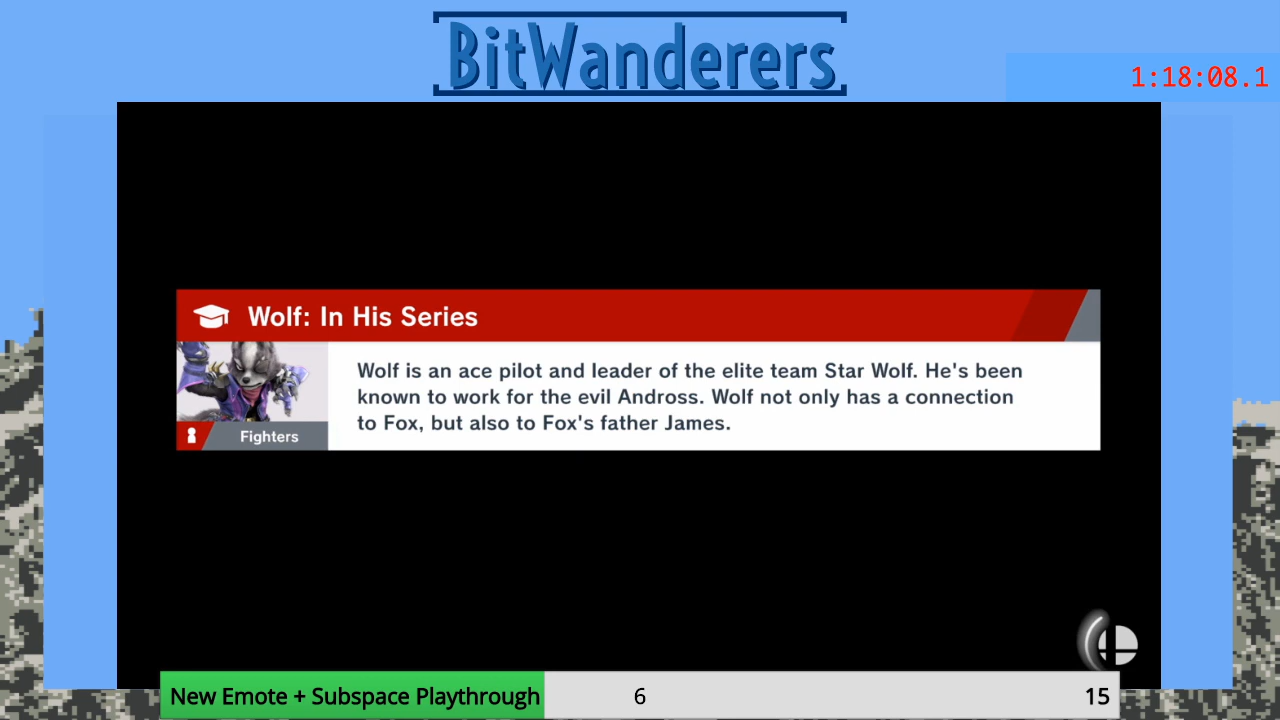 BitWanderers
1:18:08.1
Wolf: In His Series
Wolf is an ace pilot and leader of the elite team Star Wolf. He's been
known to work for the evil Andross. Wolf not only has a connection
to Fox, but also to Fox's father James.
Fighters
New Emote + Subspace Playthrough 6 15